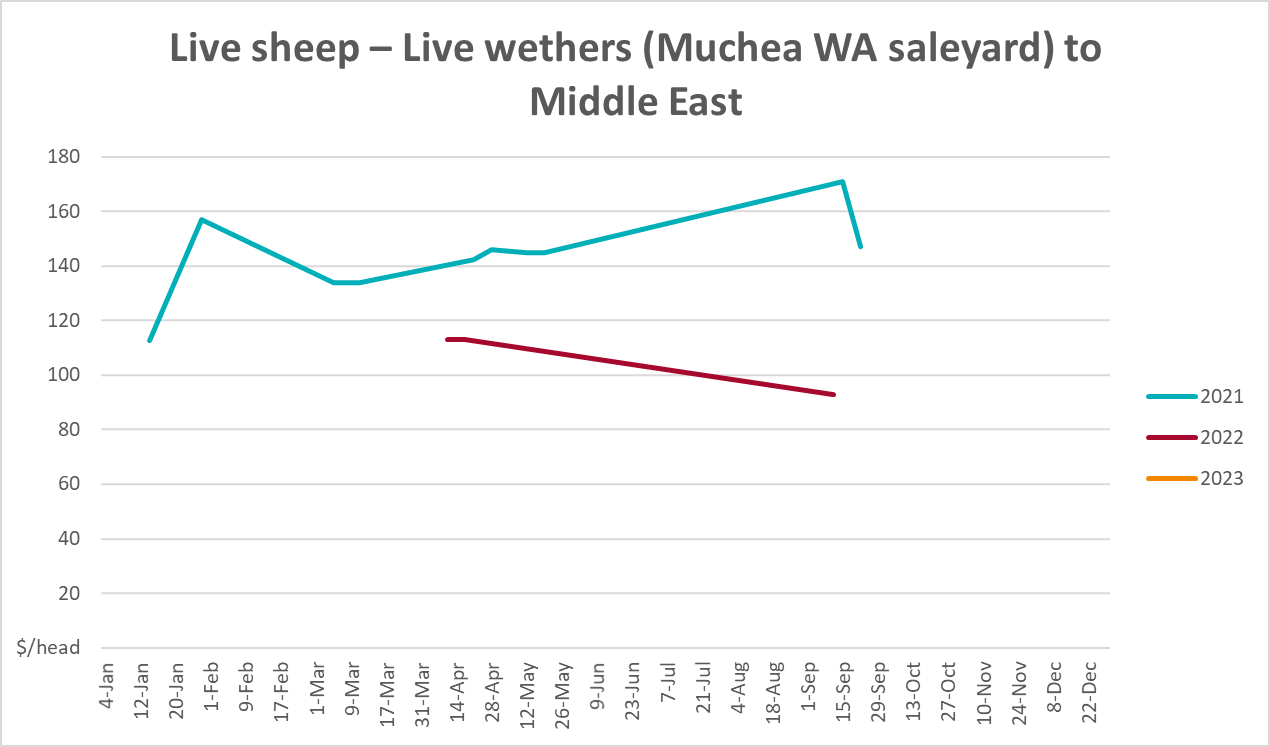 Live sheep – Live wethers (Muchea WA saleyard) to
Middle East
180
160
140
120
100
80
60
40
20
$/head
4-Jan
12-Jan
20-Jan
1-Feb
9-Feb
17-Feb
1-Mar
9-Mar
17-Mar
31-Mar
14-Apr
28-Apr
12-May
26-May
9-Jun
23-Jun
7-Jul
21-Jul
4-Aug
18-Aug
1-Sep
15-Sep
29-Sep
13-Oct
27-Oct
10-Nov
24-Nov
8-Dec
22-Dec
2021
2022
2023